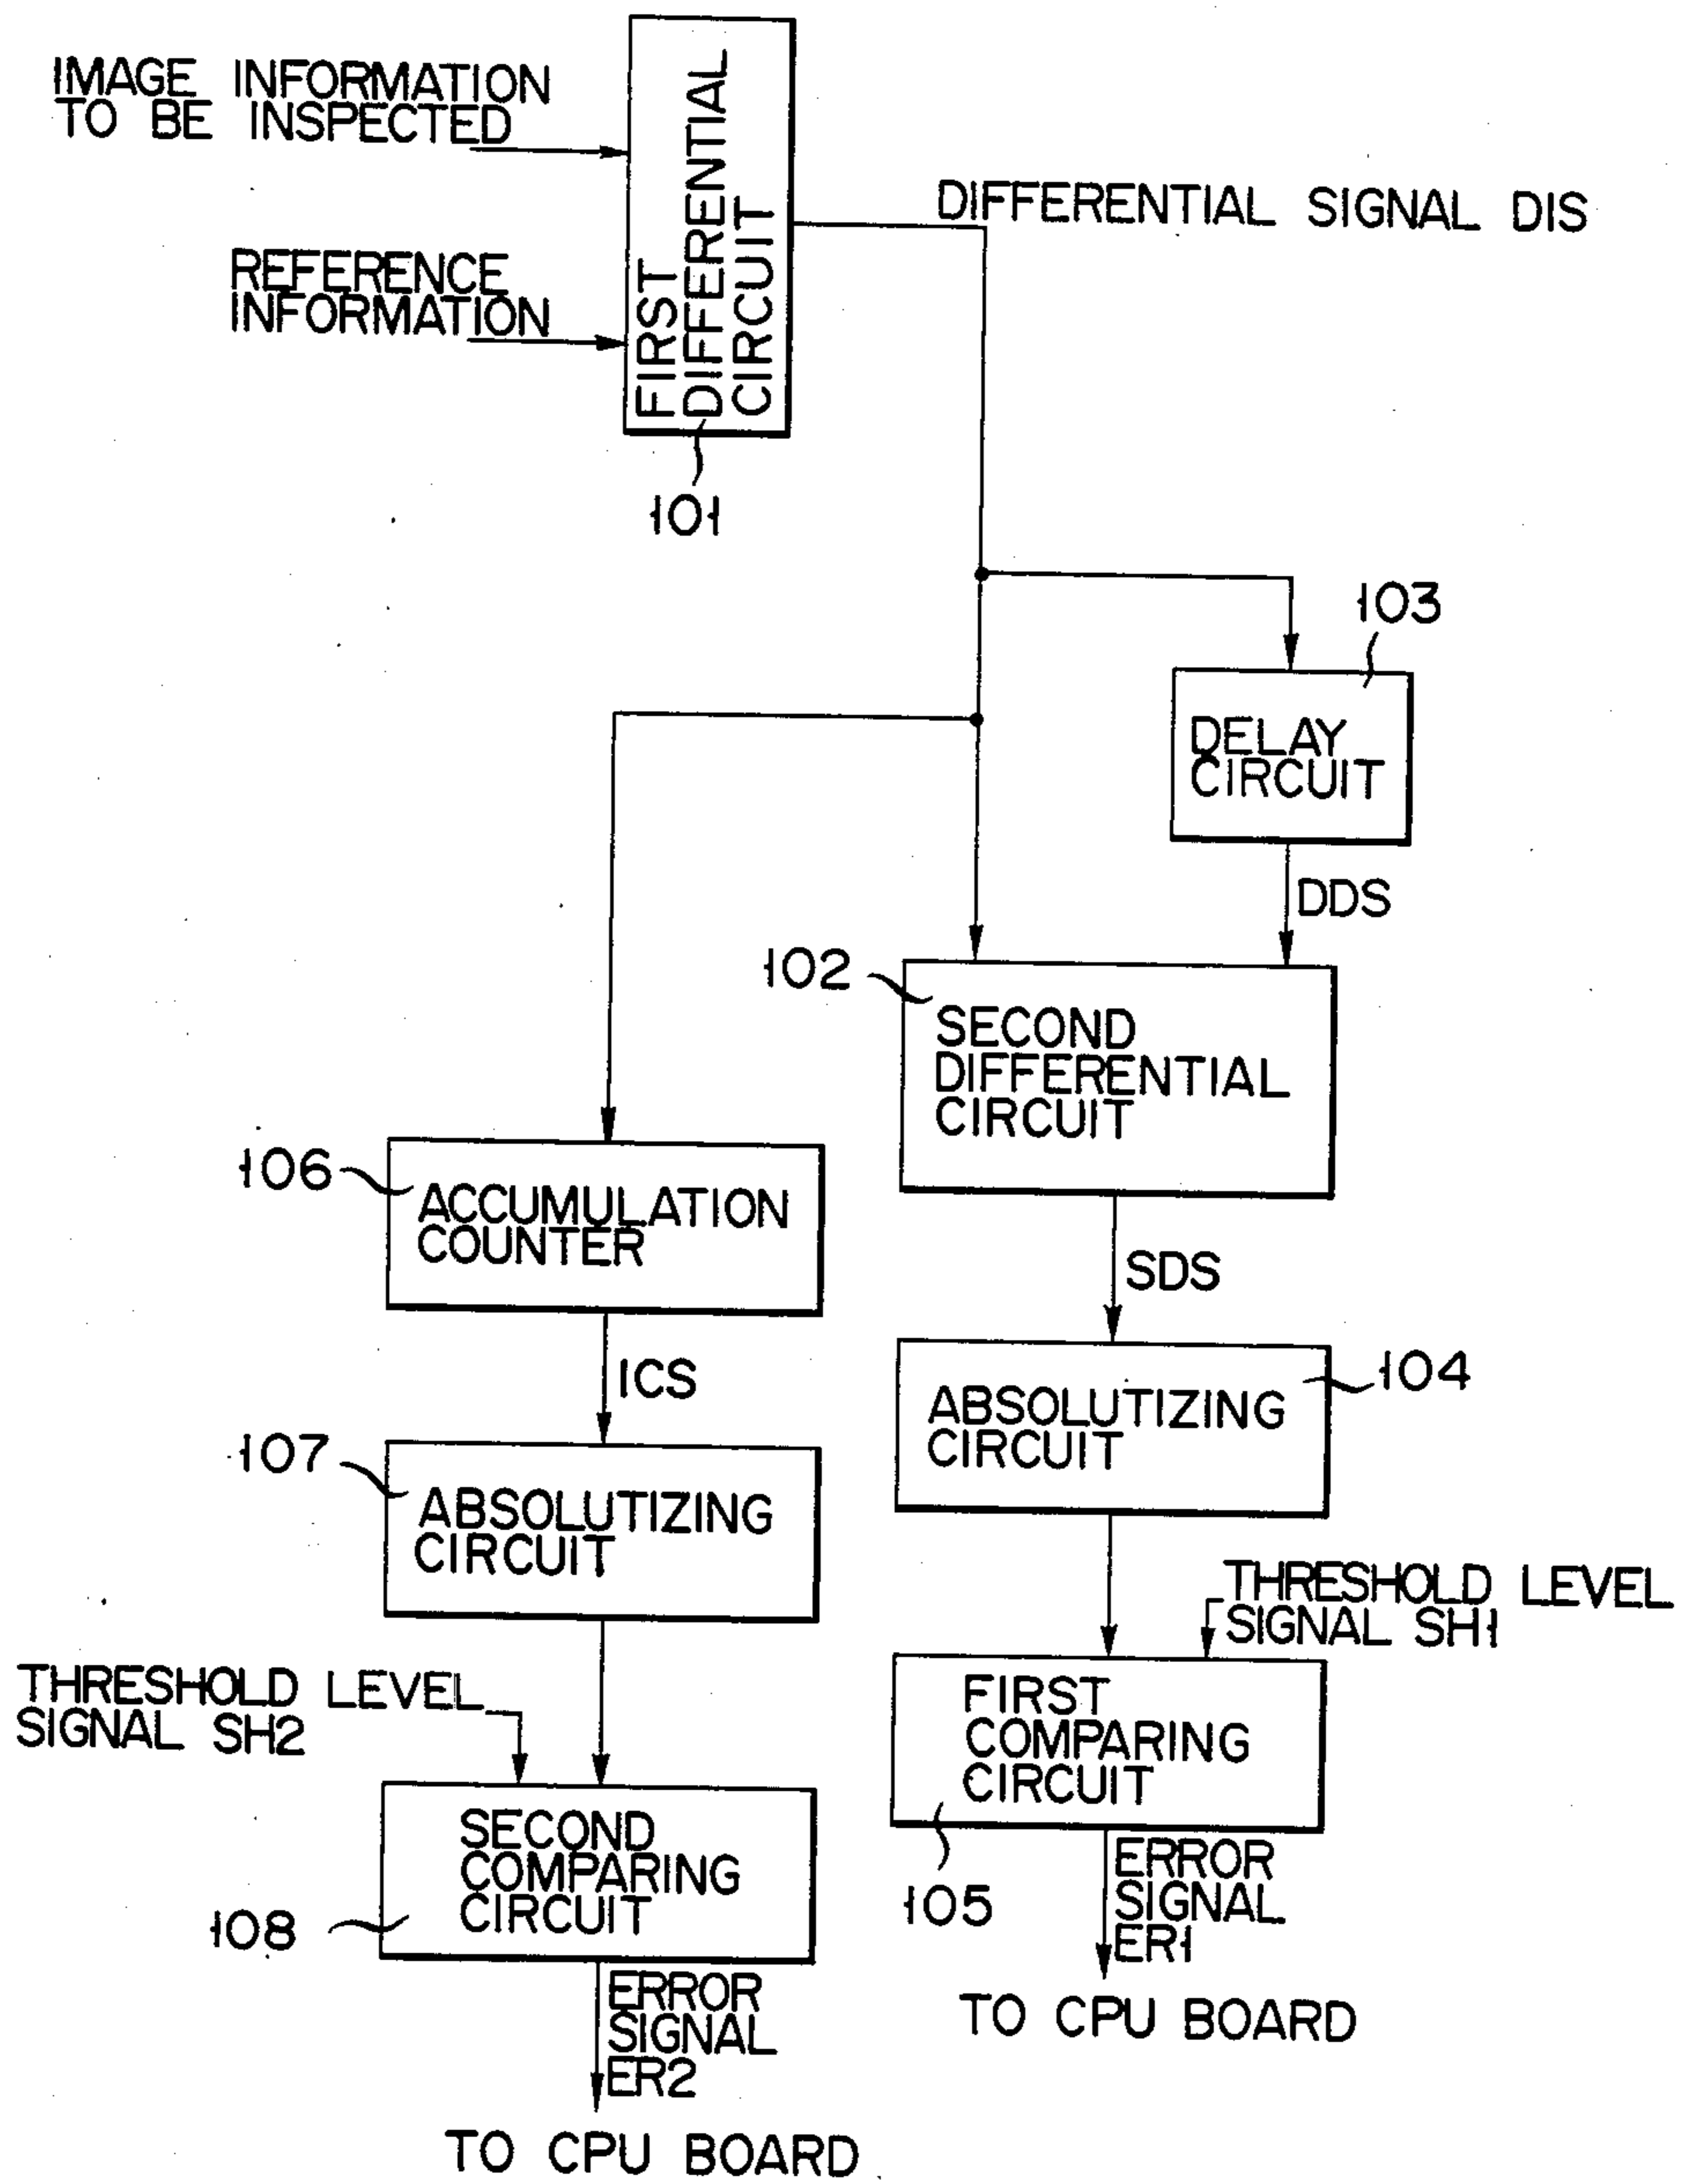 IMAGE INFORMATION
TO BE INSPECTED
REFERENCE
INFORMATION
FIRST
DIFFERENTIAL
CIRCUIT
101
DIFFERENTIAL SIGNAL DIS
103
DELAY
CIRCUIT
DDS
102
SECOND
DIFFERENTIAL
CIRCUIT
SDS
106
ACCUMULATION
COUNTER
ICS
104
ABSOLUTIZING
CIRCUIT
107
ABSOLUTIZING
CIRCUIT
THRESHOLD LEVEL
SIGNAL SH1
THRESHOLD LEVEL
SIGNAL SH2
FIRST
COMPARING
CIRCUIT
105
ERROR
SIGNAL
ER1
TO CPU BOARD
SECOND
COMPARING
CIRCUIT
108
ERROR
SIGNAL
ER2
TO CPU BOARD